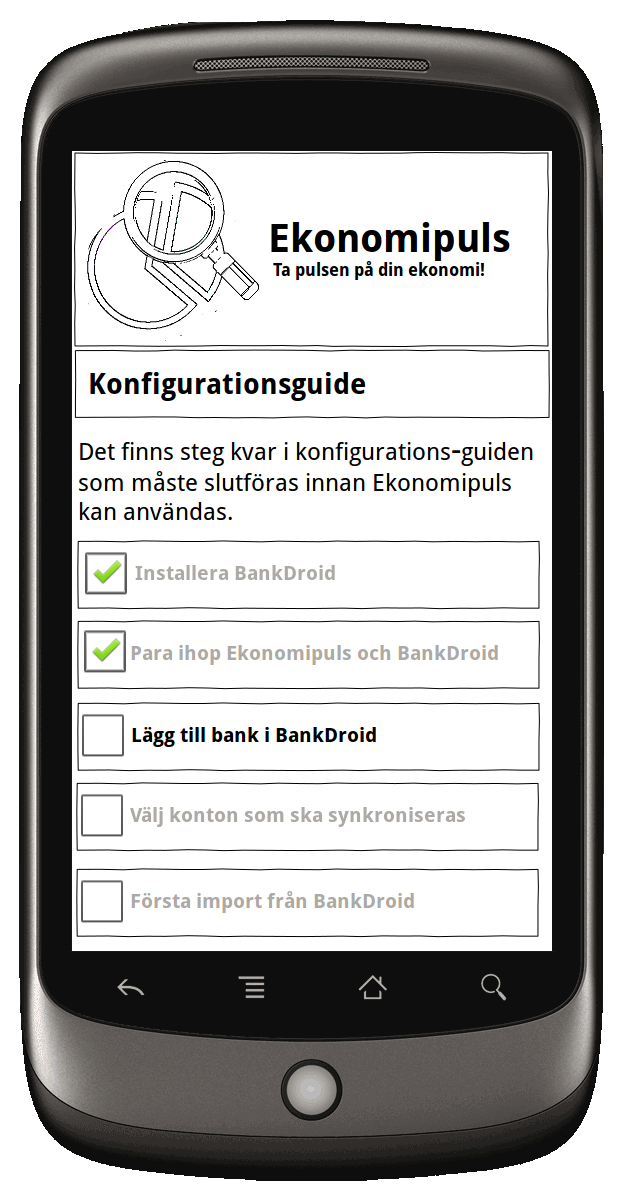 Ekonomipuls
Ta pulsen på din ekonomi!
Konfigurationsguide
Det finns steg kvar i konfigurations-guiden
som måste slutföras innan Ekonomipuls
kan användas.
Installera BankDroid
Para ihop Ekonomipuls och BankDroid
Lägg till bank i BankDroid
Välj konton som ska synkroniseras
Första import från BankDroid